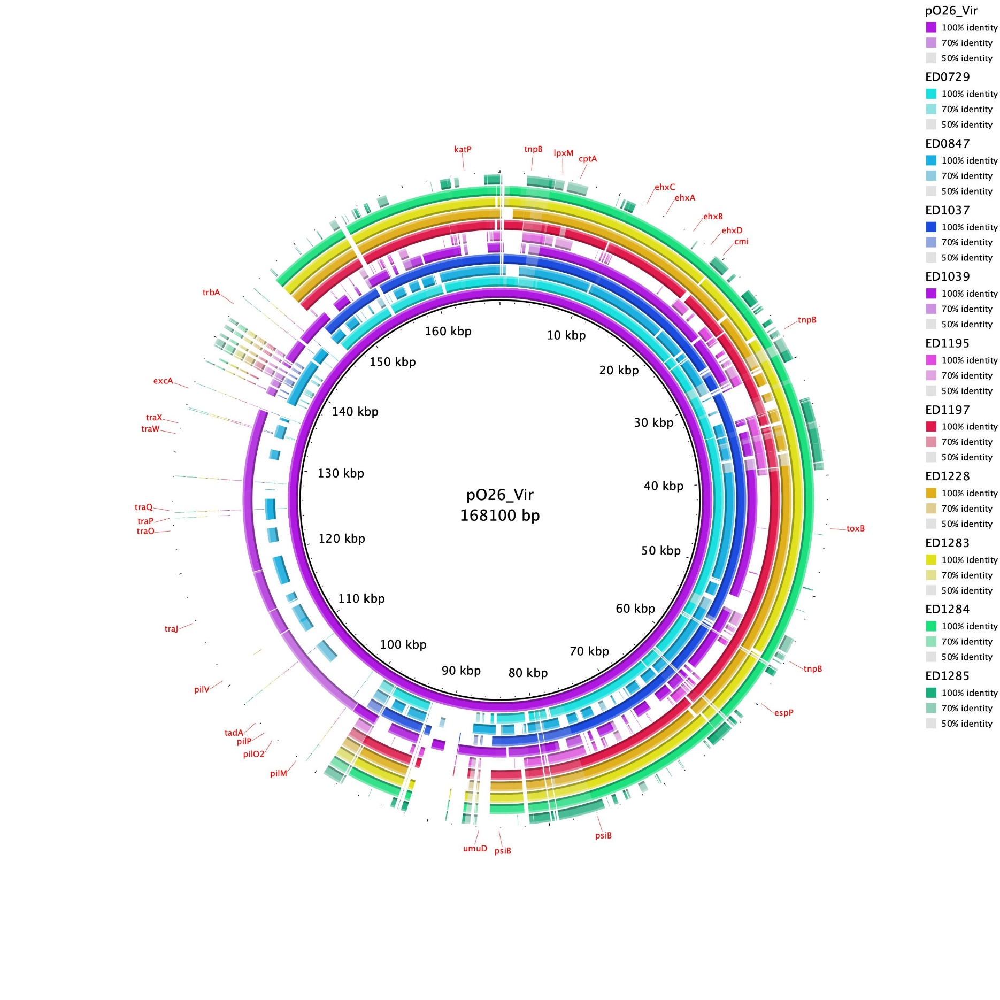 pO26_Vir
100% identity
70% identity
50% identity
ED0729
100% identity
70% identity
50% identity
ED0847
100% identity
70% identity
50% identity
ED1037
100% identity
70% identity
50% identity
ED1039
100% identity
70% identity
50% identity
ED1195
100% identity
70% identity
50% identity
ED1197
100% identity
70% identity
50% identity
ED1228
100% identity
70% identity
50% identity
ED1283
100% identity
70% identity
50% identity
ED1284
100% identity
70% identity
50% identity
ED1285
100% identity
70% identity
50% identity
katP
tnpB
lpxM
cptA
ehxC
ehxA
ehxB
ehxD
cmi
tnpB
toxB
tnpB
espP
psiB
psiB
umuD
pilM
pilO2
pilP
tadA
pilV
traJ
traO
traP
traQ
traW
traX
excA
trbA
10 kbp
20 kbp
30 kbp
40 kbp
50 kbp
60 kbp
70 kbp
80 kbp
90 kbp
100 kbp
110 kbp
120 kbp
130 kbp
140 kbp
150 kbp
160 kbp
pO26_Vir
168100 bp